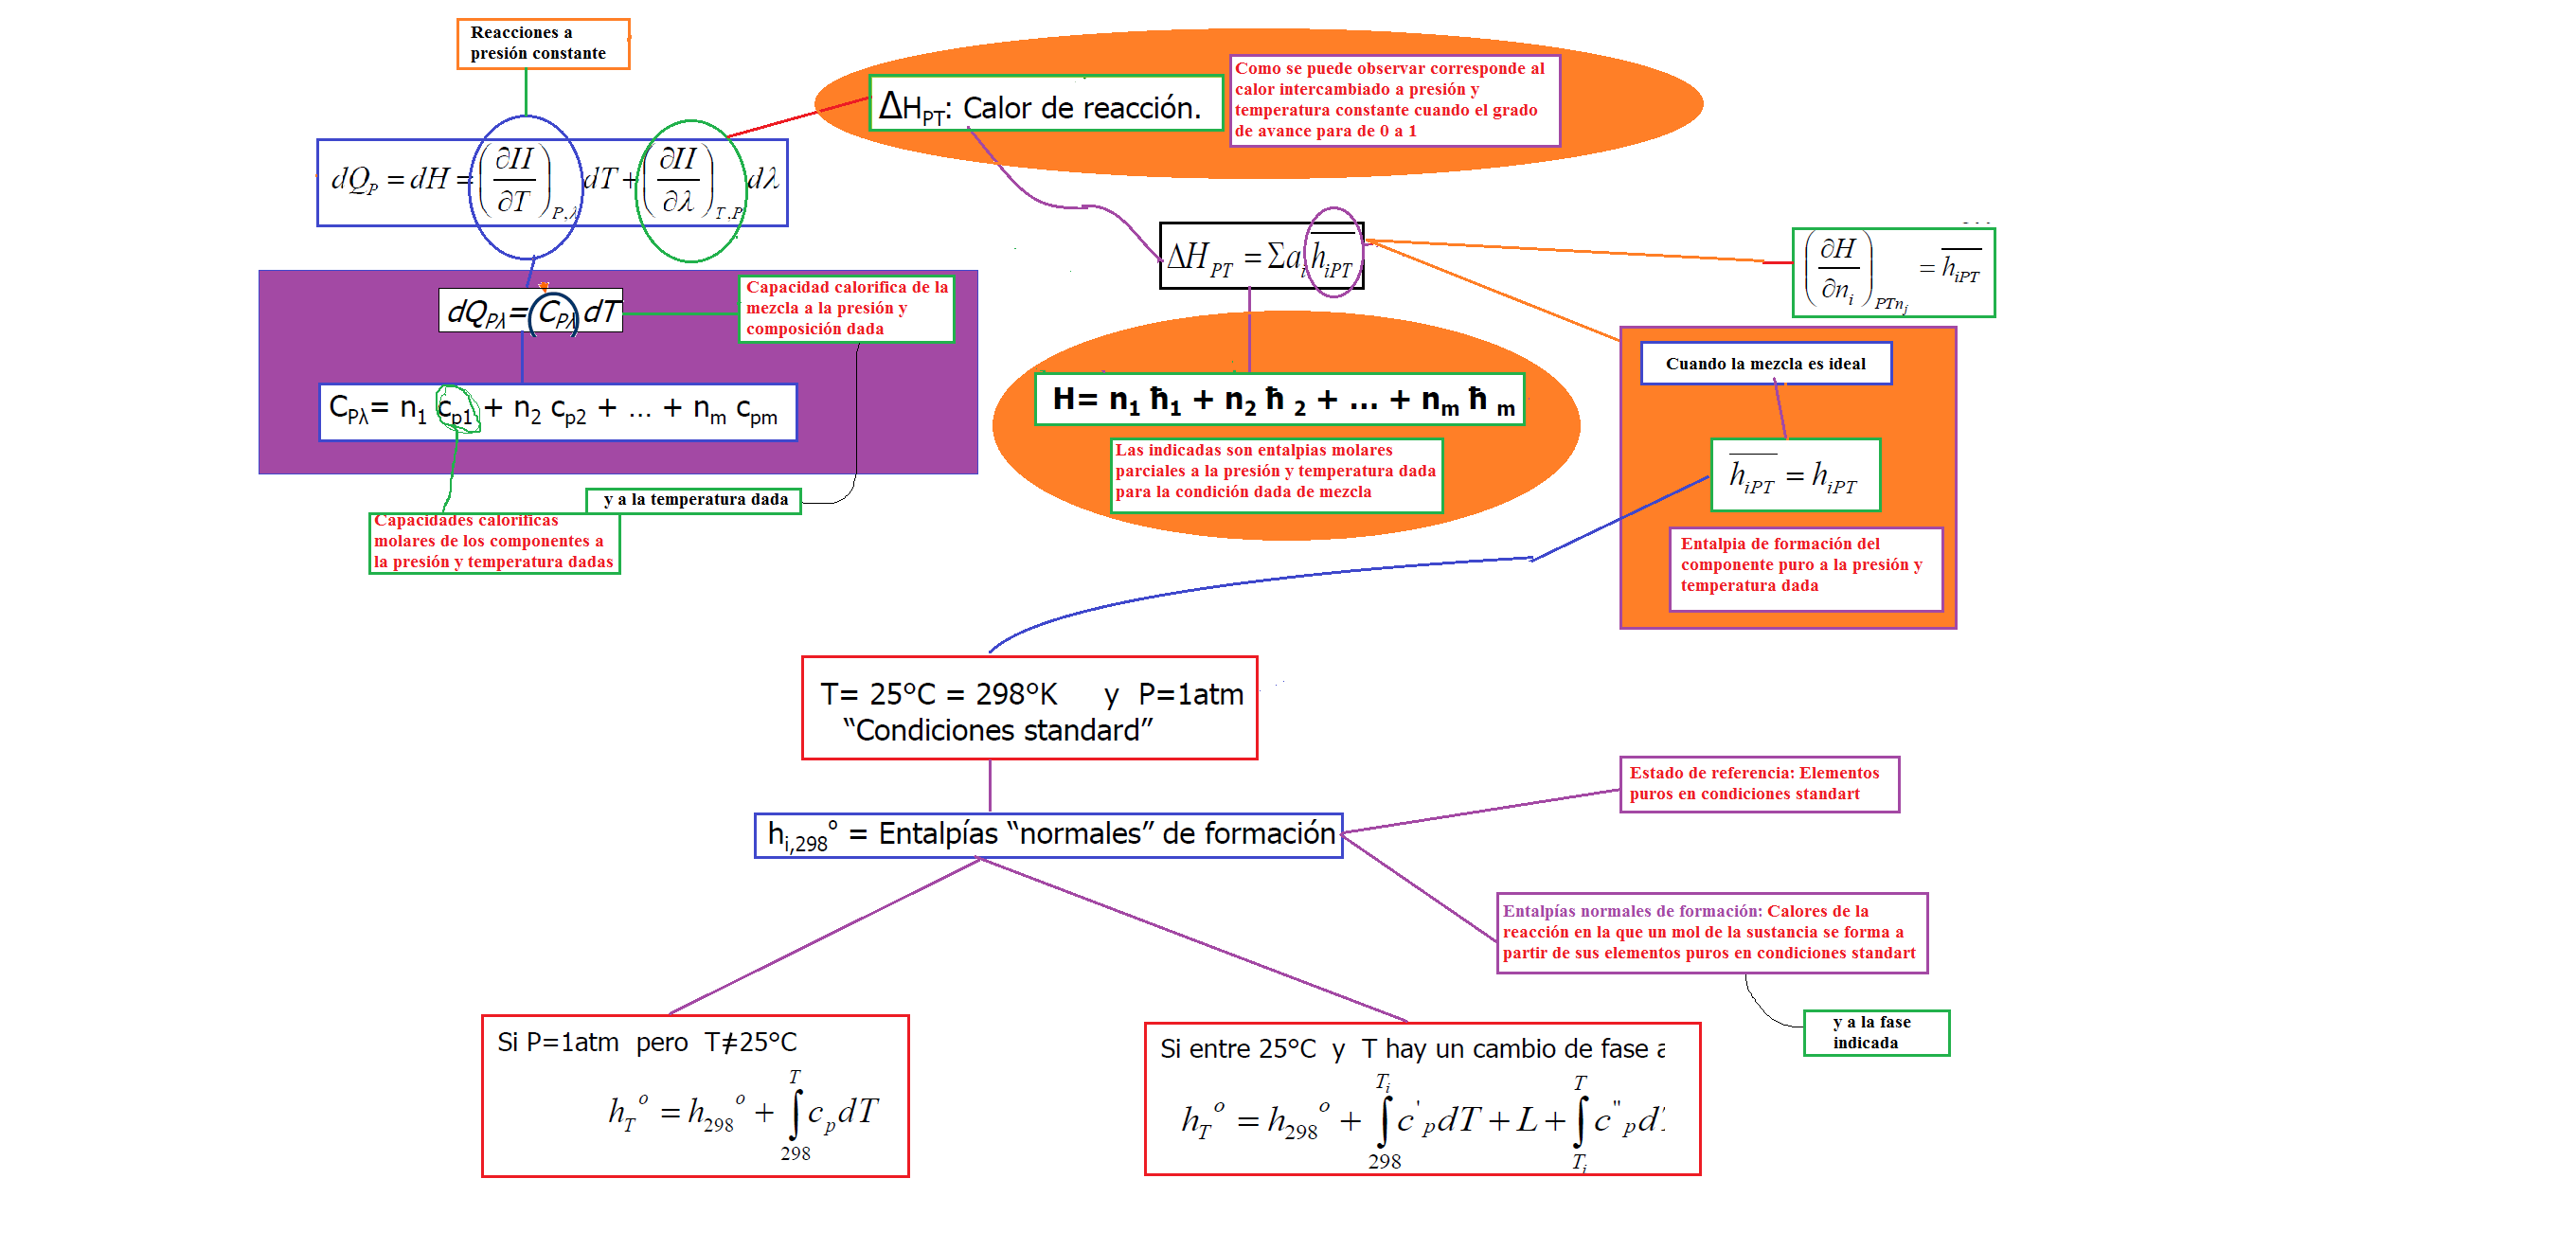 Reacciones a
presión constante
dQ_P = dH = (∂H/∂T)_{P,λ} dT + (∂H/∂λ)_{T,P} dλ
ΔH_PT: Calor de reacción.
Como se puede observar corresponde al
calor intercambiado a presión y
temperatura constante cuando el grado
de avance para de 0 a 1
ΔH_PT = Σa_i h̅_iPT
(∂H/∂n_i)_{PTn_j} = h̅_iPT
dQ_Pλ= C_Pλ dT
Capacidad calorifica de la
mezcla a la presión y
composición dada
C_Pλ= n₁ c_p1 + n₂ c_p2 + ... + n_m c_pm
y a la temperatura dada
Capacidades calorificas
molares de los componentes a
la presión y temperatura dadas
H= n₁ ħ₁ + n₂ ħ ₂ + ... + n_m ħ _m
Las indicadas son entalpias molares
parciales a la presión y temperatura dada
para la condición dada de mezcla
Cuando la mezcla es ideal
h̅_iPT = h_iPT
Entalpia de formación del
componente puro a la presión y
temperatura dada
T= 25°C = 298°K y P=1atm
“Condiciones standard”
h_i,298° = Entalpías “normales” de formación
Estado de referencia: Elementos
puros en condiciones standart
Entalpías normales de formación: Calores de la
reacción en la que un mol de la sustancia se forma a
partir de sus elementos puros en condiciones standart
y a la fase
indicada
Si P=1atm pero T≠25°C
h_T^o = h_298^o + ∫_298^T c_p dT
Si entre 25°C y T hay un cambio de fase a
h_T^o = h_298^o + ∫_298^{T_i} c'_p dT + L + ∫_{T_i}^T c"_p d